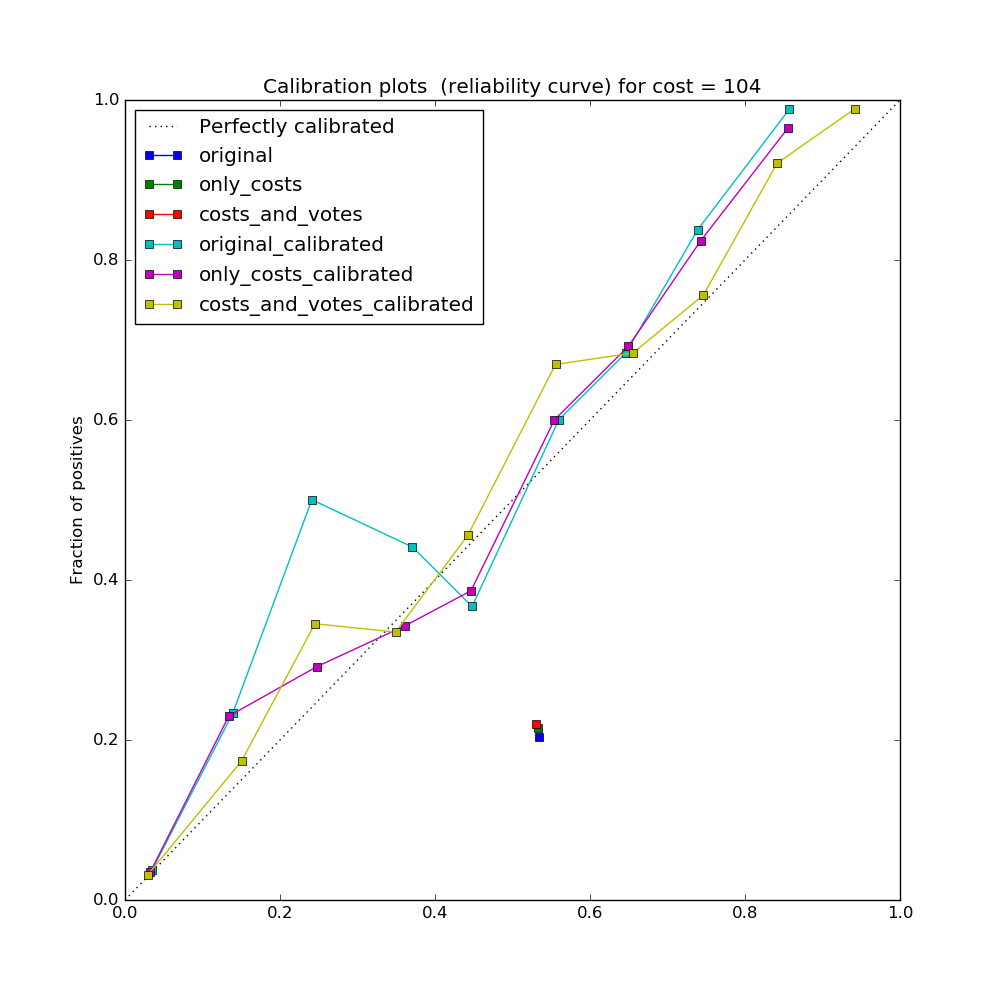 Calibration plots  (reliability curve) for cost = 104
Perfectly calibrated
original
only_costs
costs_and_votes
original_calibrated
only_costs_calibrated
costs_and_votes_calibrated
Fraction of positives
1.0
0.8
0.6
0.4
0.2
0.0
0.0 0.2 0.4 0.6 0.8 1.0